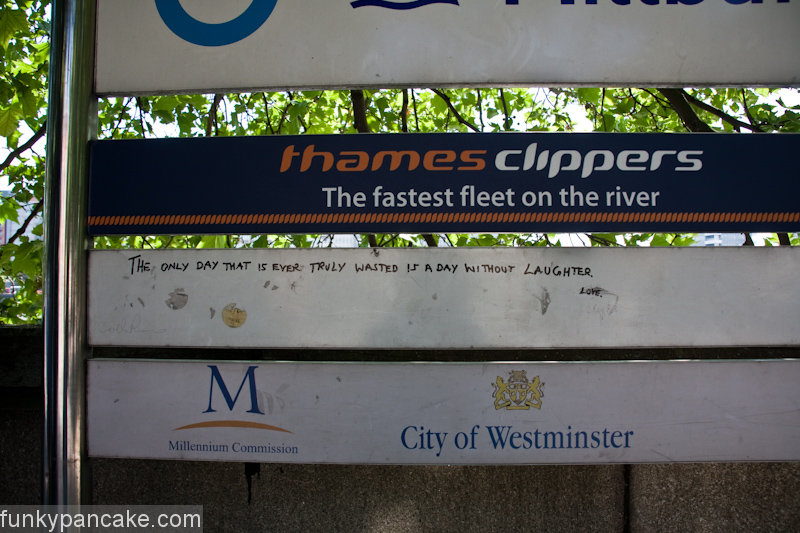 thames clippers
The fastest fleet on the river
THE ONLY DAY THAT IS EVER TRULY WASTED IS A DAY WITHOUT LAUGHTER.
LOVE.
M
Millennium Commission
City of Westminster
funkypancake.com